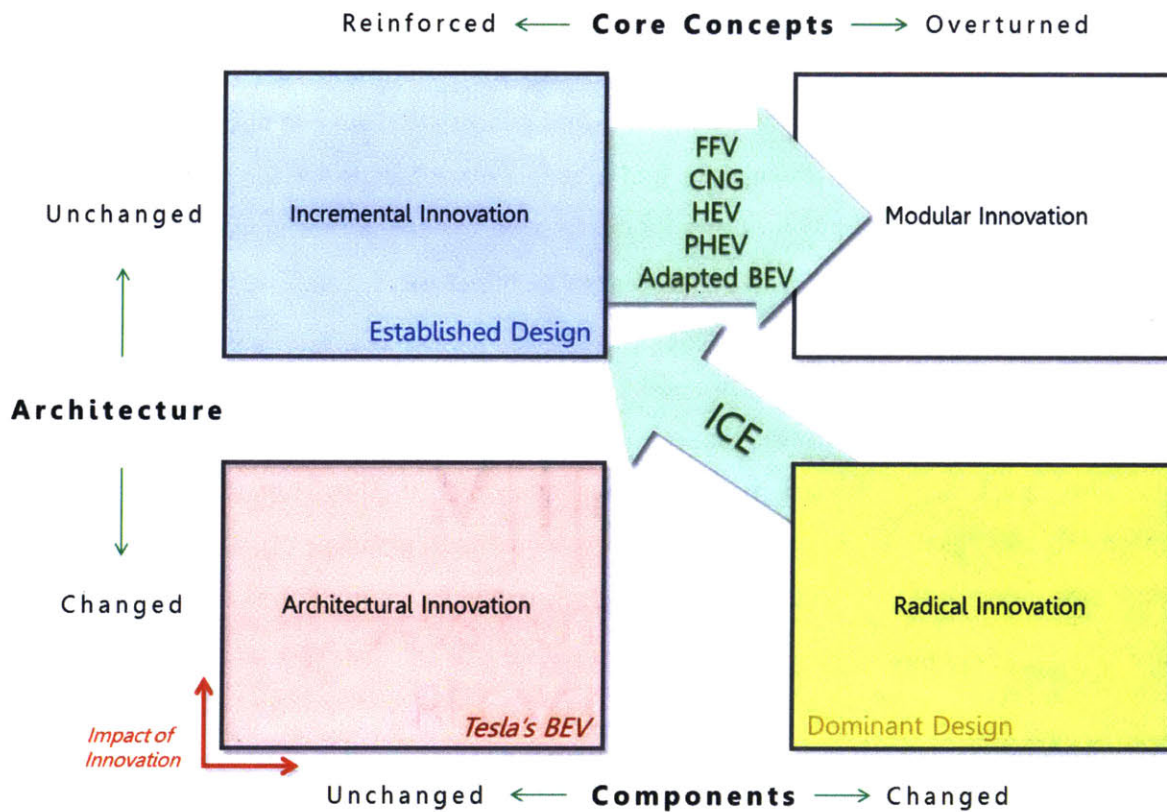 Reinforced Core Concepts Overturned
FFV
CNG
HEV
PHEV
Adapted BEV
Unchanged
Incremental Innovation
Modular Innovation
Established Design
Architecture
ICE
Changed
Architectural Innovation
Radical Innovation
Tesla's BEV
Dominant Design
Impact of
Innovation
Unchanged Components Changed